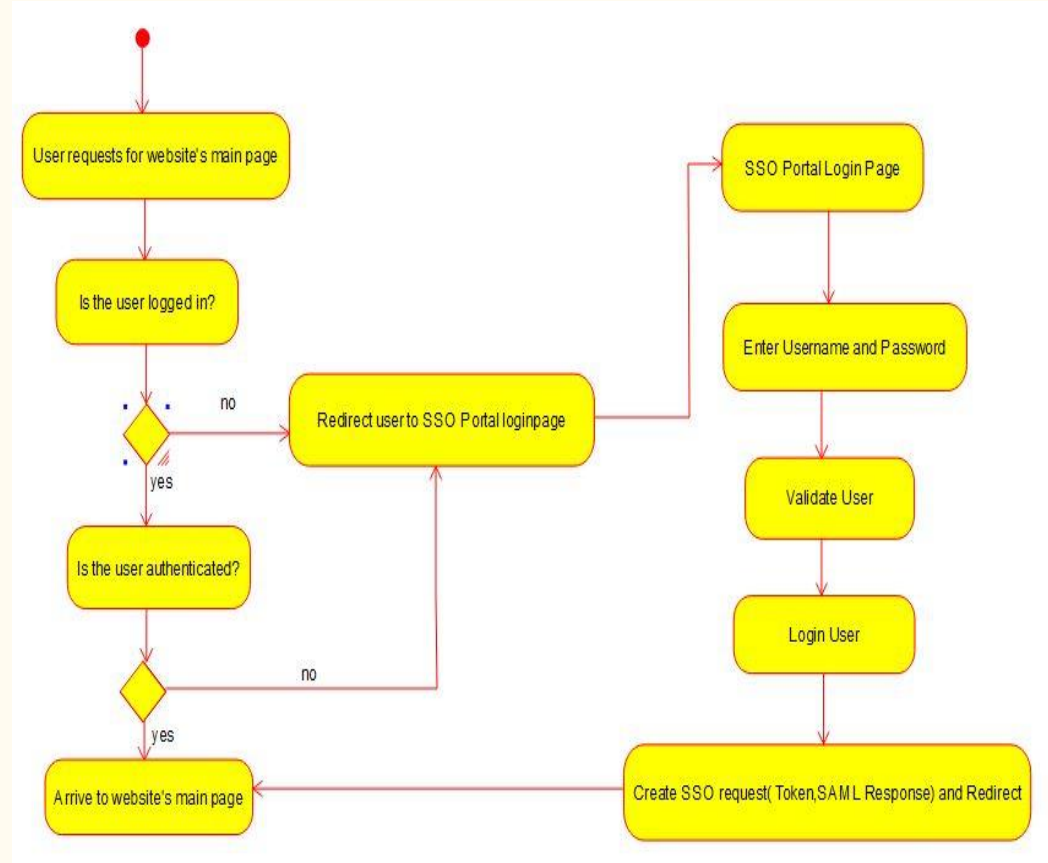 User requests for website's main page
Is the user logged in?
no
yes
Redirect user to SSO Portal loginpage
Is the user authenticated?
no
yes
Arrive to website's main page
SSO Portal Login Page
Enter Username and Password
Validate User
Login User
Create SSO request( Token,SAML Response) and Redirect